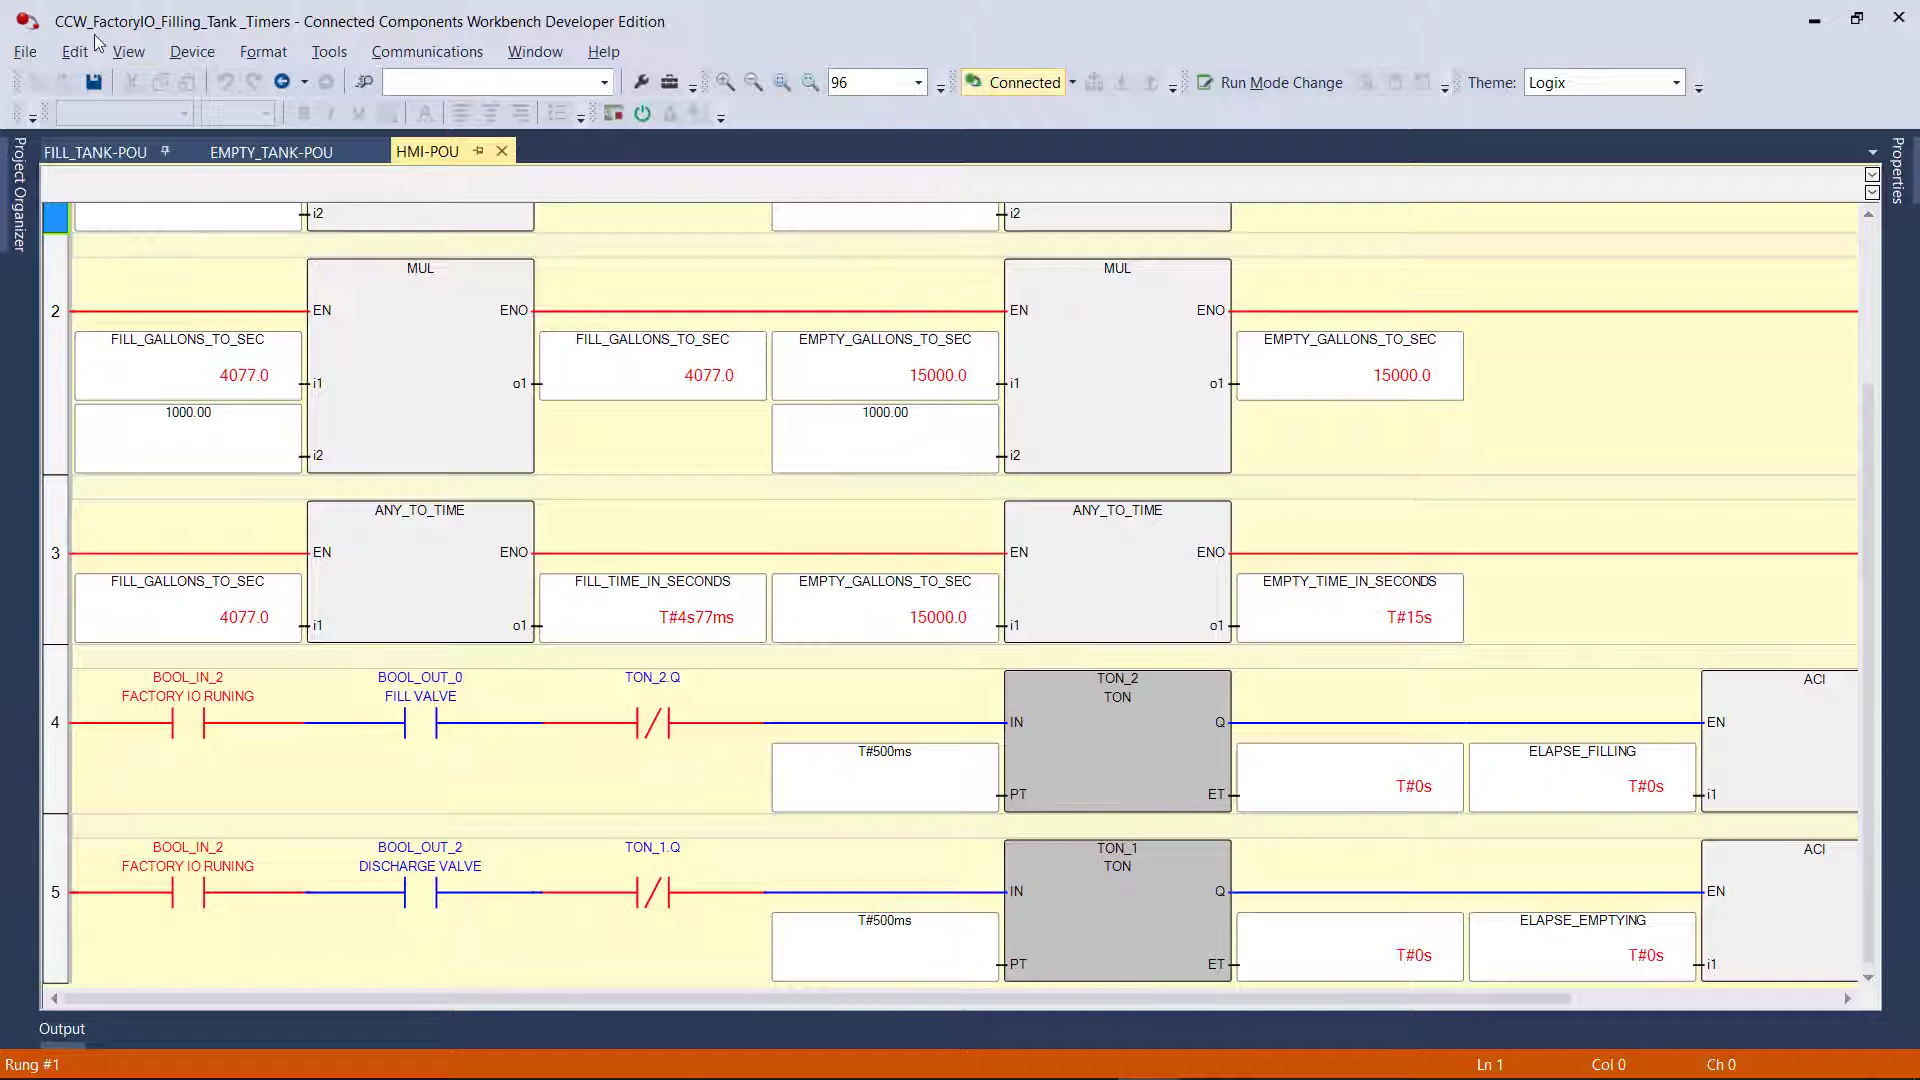 CCW_FactoryIO_Filling_Tank _Timers - Connected Components Workbench Developer Edition
File Edit View Device Format Tools Communications Window Help
96 Connected Run Mode Change Theme: Logix
Project Organizer
FILL_TANK-POU EMPTY_TANK-POU HMI-POU
Properties
i2 i2
MUL MUL
2 EN ENO EN ENO
FILL_GALLONS_TO_SEC FILL_GALLONS_TO_SEC EMPTY_GALLONS_TO_SEC EMPTY_GALLONS_TO_SEC
4077.0 i1 o1 4077.0 15000.0 i1 o1 15000.0
1000.00 1000.00
i2 i2
ANY_TO_TIME ANY_TO_TIME
3 EN ENO EN ENO
FILL_GALLONS_TO_SEC FILL_TIME_IN_SECONDS EMPTY_GALLONS_TO_SEC EMPTY_TIME_IN_SECONDS
4077.0 i1 o1 T#4s77ms 15000.0 i1 o1 T#15s
BOOL_IN_2 BOOL_OUT_0 TON_2.Q TON_2 ACI
FACTORY IO RUNING FILL VALVE TON
4 IN Q EN
T#500ms ELAPSE_FILLING
PT ET T#0s T#0s i1
BOOL_IN_2 BOOL_OUT_2 TON_1.Q TON_1 ACI
FACTORY IO RUNING DISCHARGE VALVE TON
5 IN Q EN
T#500ms ELAPSE_EMPTYING
PT ET T#0s T#0s i1
Output
Rung #1 Ln 1 Col 0 Ch 0